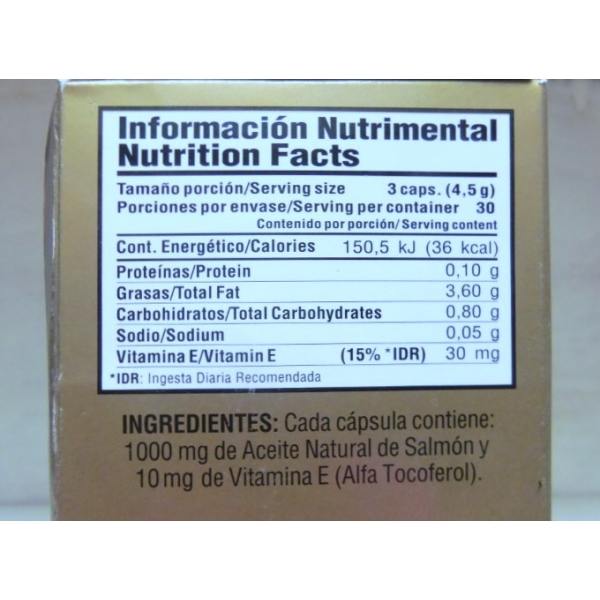 Información Nutrimental
Nutrition Facts
Tamaño porción/Serving size 3 caps. (4,5 g)
Porciones por envase/Serving per container 30
Contenido por porción/Serving content
Cont. Energético/Calories 150,5 kJ (36 kcal)
Proteínas/Protein 0,10 g
Grasas/Total Fat 3,60 g
Carbohidratos/Total Carbohydrates 0,80 g
Sodio/Sodium 0,05 g
Vitamina E/Vitamin E (15% *IDR) 30 mg
*IDR: Ingesta Diaria Recomendada
INGREDIENTES: Cada cápsula contiene:
1000 mg de Aceite Natural de Salmón y
10 mg de Vitamina E (Alfa Tocoferol).